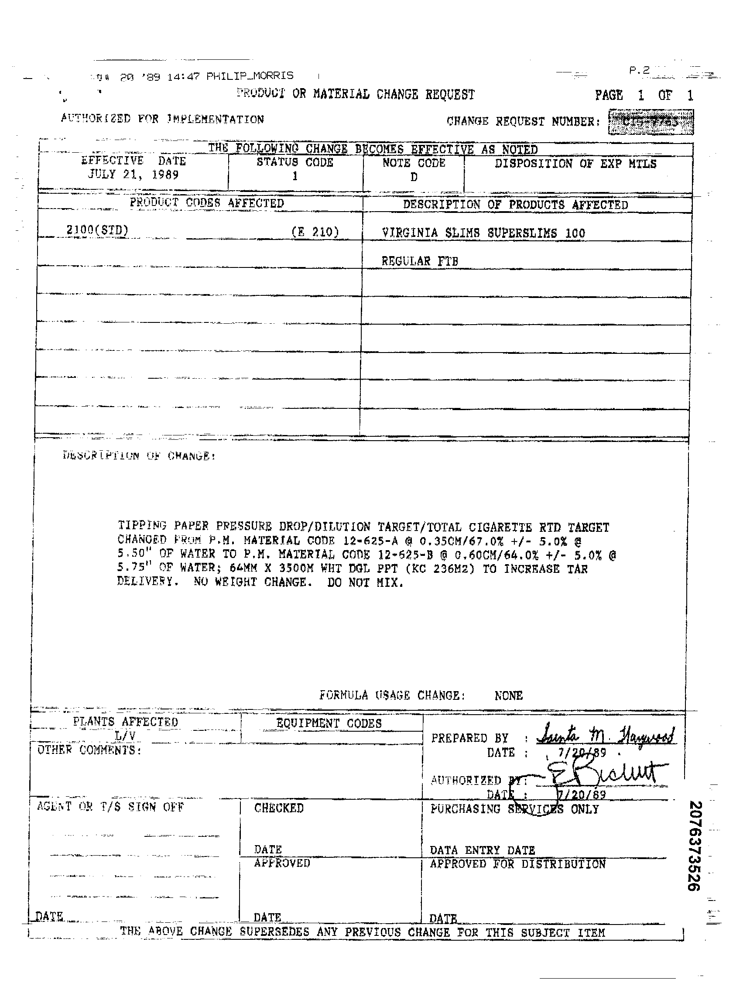 20 '89 14:47 PHILIP_MORRIS P.2
PRODUCT OR MATERIAL CHANGE REQUEST PAGE 1 OF 1
AUTHORIZED FOR IMPLEMENTATION CHANGE REQUEST NUMBER:
THE FOLLOWING CHANGE BECOMES EFFECTIVE AS NOTED
EFFECTIVE DATE STATUS CODE NOTE CODE DISPOSITION OF EXP MTLS
JULY 21, 1989 1 D
PRODUCT CODES AFFECTED DESCRIPTION OF PRODUCTS AFFECTED
2100(STD) (E 210) VIRGINIA SLIMS SUPERSLIMS 100
REGULAR FTB
DESCRIPTION OF CHANGE:
TIPPING PAPER PRESSURE DROP/DILUTION TARGET/TOTAL CIGARETTE RTD TARGET
CHANGED FROM P.M. MATERIAL CODE 12-625-A @ 0.35CM/67.0% +/- 5.0% @
5.50" OF WATER TO P.M. MATERIAL CODE 12-625-B @ 0.60CM/64.0% +/- 5.0% @
5.75" OF WATER; 64MM X 3500M WHT DGL PPT (KC 236M2) TO INCREASE TAR
DELIVERY. NO WEIGHT CHANGE. DO NOT MIX.
FORMULA USAGE CHANGE: NONE
PLANTS AFFECTED EQUIPMENT CODES
L/V PREPARED BY : M. Haywood
OTHER COMMENTS: DATE : 7/20/89
AUTHORIZED BY:
DATE : 7/20/89
AGENT OR T/S SIGN OFF CHECKED PURCHASING SERVICES ONLY
DATE DATA ENTRY DATE
APPROVED APPROVED FOR DISTRIBUTION
DATE DATE DATE
THE ABOVE CHANGE SUPERSEDES ANY PREVIOUS CHANGE FOR THIS SUBJECT ITEM
2076373526